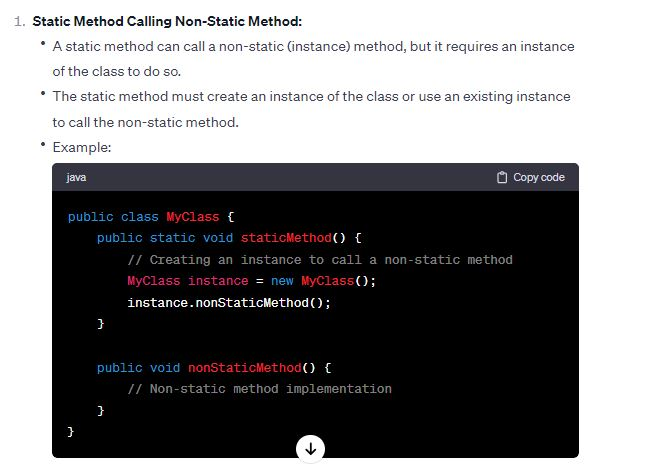 1. Static Method Calling Non-Static Method:
• A static method can call a non-static (instance) method, but it requires an instance
of the class to do so.
• The static method must create an instance of the class or use an existing instance
to call the non-static method.
• Example:
java Copy code
public class MyClass {
    public static void staticMethod() {
        // Creating an instance to call a non-static method
        MyClass instance = new MyClass();
        instance.nonStaticMethod();
    }

    public void nonStaticMethod() {
        // Non-static method implementation
    }
}